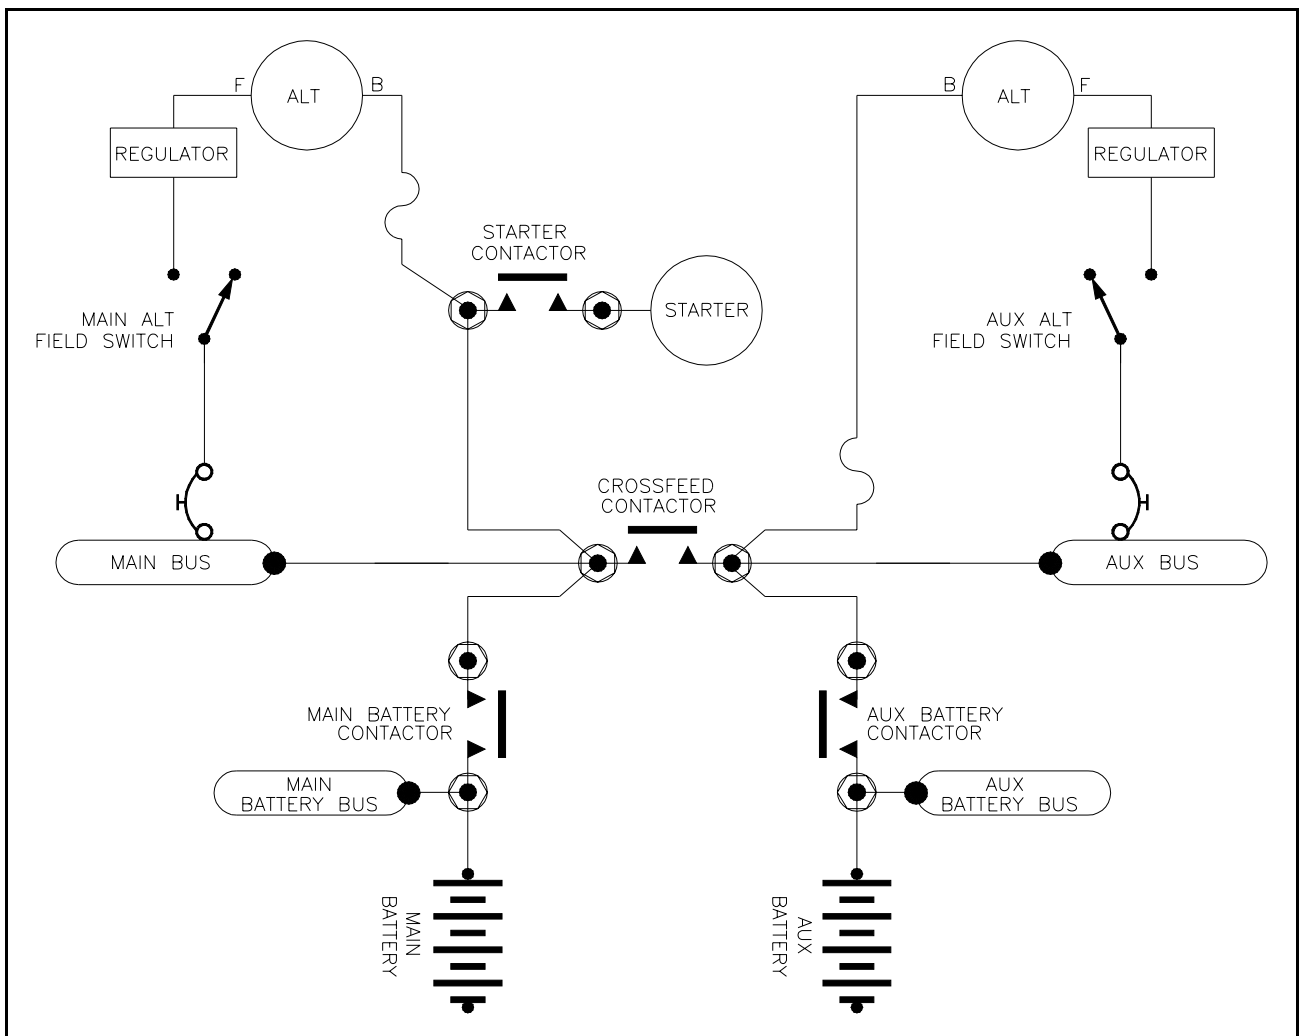 F
ALT
B
B
ALT
F
REGULATOR
REGULATOR
STARTER
CONTACTOR
STARTER
MAIN ALT
FIELD SWITCH
AUX ALT
FIELD SWITCH
CROSSFEED
CONTACTOR
MAIN BUS
AUX BUS
MAIN BATTERY
CONTACTOR
AUX BATTERY
CONTACTOR
MAIN
BATTERY BUS
AUX
BATTERY BUS
MAIN
BATTERY
AUX
BATTERY